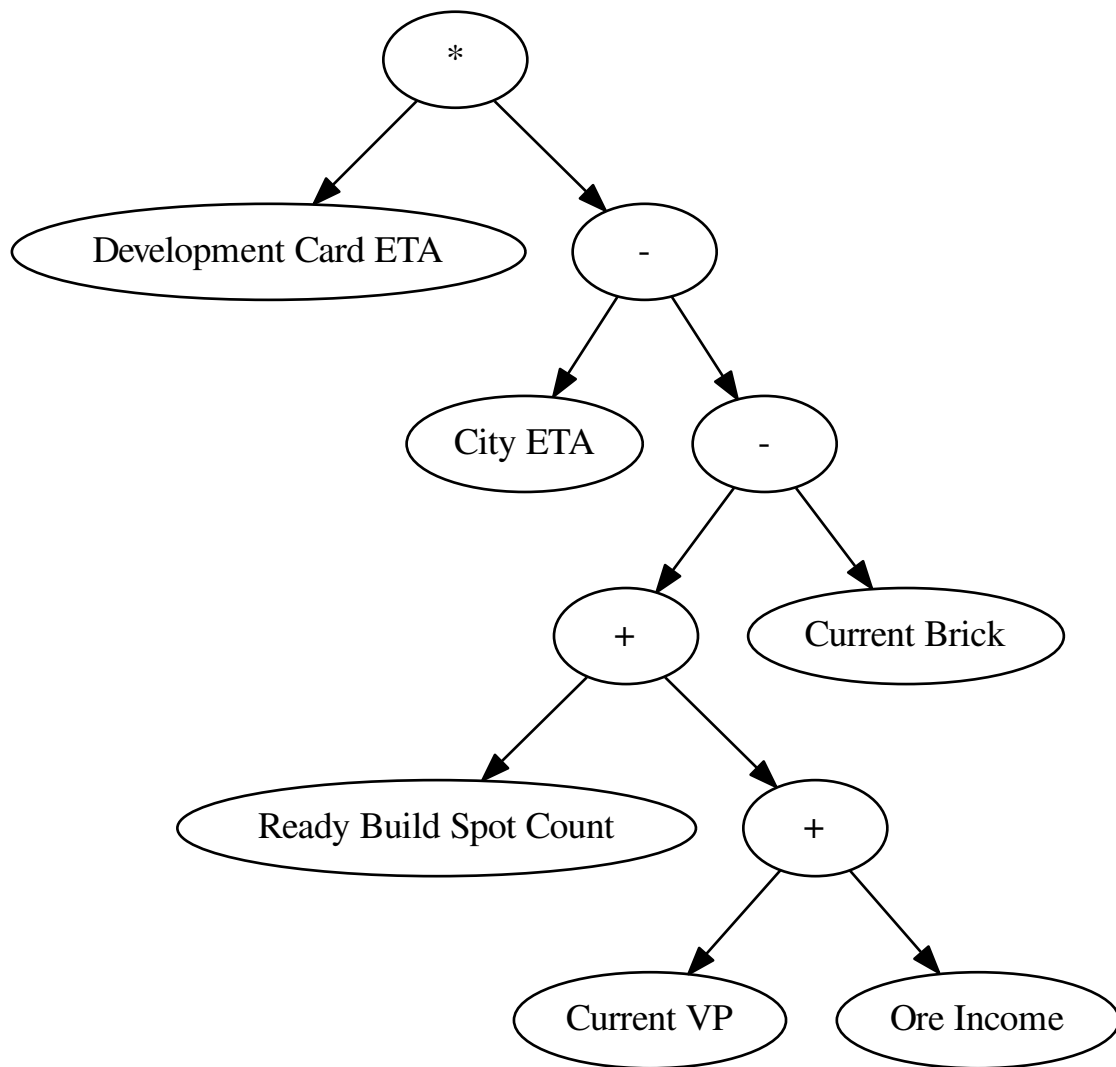 *
Development Card ETA
-
City ETA
-
+
Current Brick
Ready Build Spot Count
+
Current VP
Ore Income